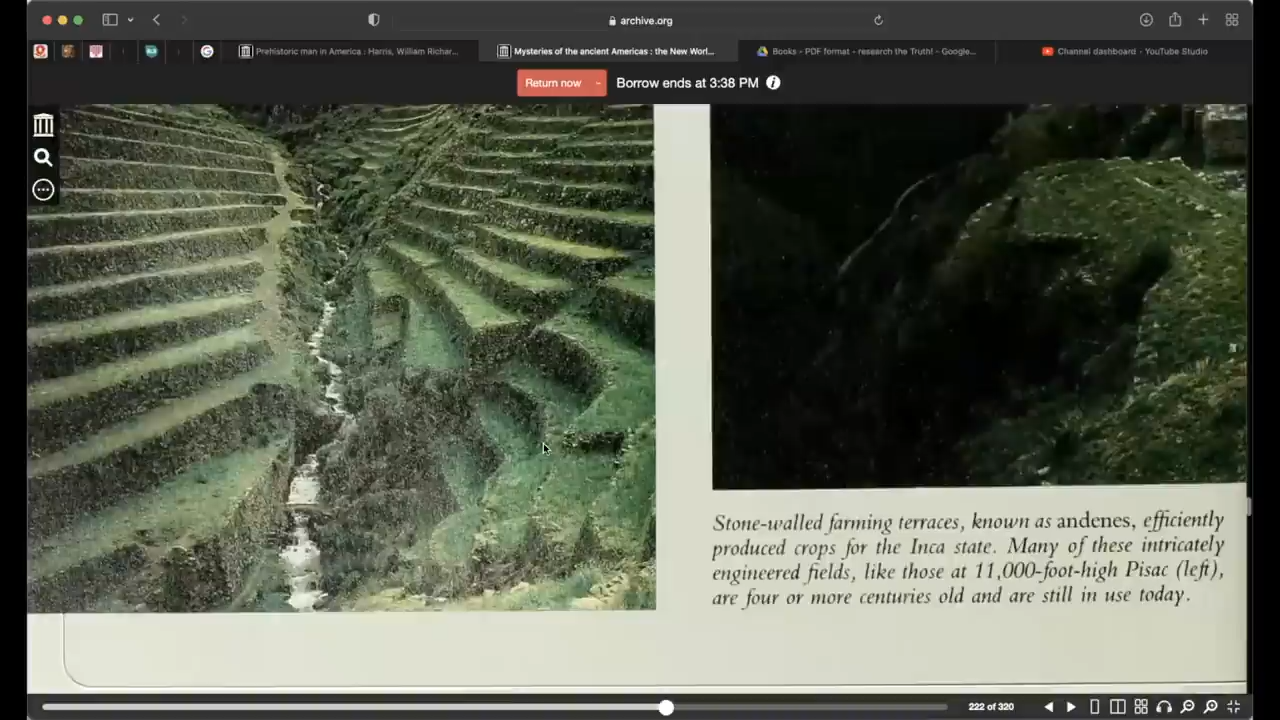 archive.org
Prehistoric man in America : Harris, William Richar...
Mysteries of the ancient Americas : the New Worl...
Books - PDF format - research the Truth! - Google...
Channel dashboard - YouTube Studio
Return now
Borrow ends at 3:38 PM
Stone-walled farming terraces, known as andenes, efficiently
produced crops for the Inca state. Many of these intricately
engineered fields, like those at 11,000-foot-high Pisac (left),
are four or more centuries old and are still in use today.
222 of 320